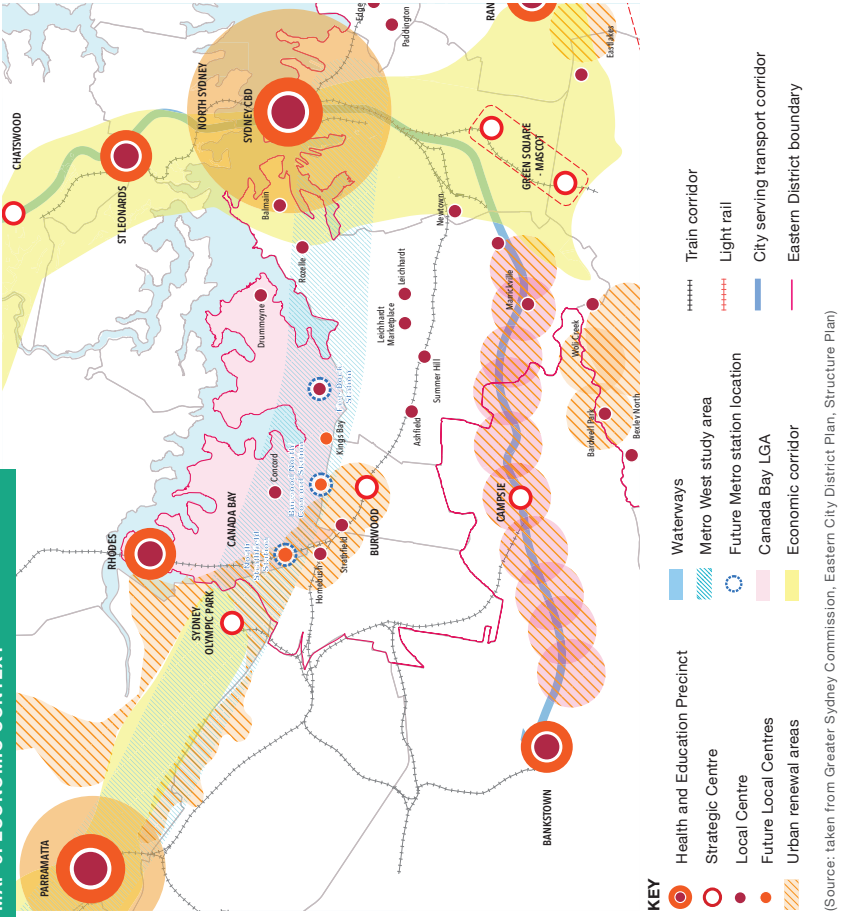 CHATSWOOD
ST LEONARDS
NORTH SYDNEY
SYDNEY CBD
Edge
Paddington
RAN
Eastlakes
GREEN SQUARE
- MASCOT
Balmain
Rozelle
Newtown
Drummoyne
Leichhardt
Leichhardt
Marketplace
Marrickville
Summer Hill
Ashfield
Wolli Creek
Bardwell Park
Bexley North
Kings Bay
Concord
CANADA BAY
RHODES
Homebush
Strathfield
BURWOOD
CAMPSIE
SYDNEY
OLYMPIC PARK
PARRAMATTA
BANKSTOWN
KEY
Health and Education Precinct
Strategic Centre
Local Centre
Future Local Centres
Urban renewal areas
Waterways
Metro West study area
Future Metro station location
Canada Bay LGA
Economic corridor
Train corridor
Light rail
City serving transport corridor
Eastern District boundary
(Source: taken from Greater Sydney Commission, Eastern City District Plan, Structure Plan)